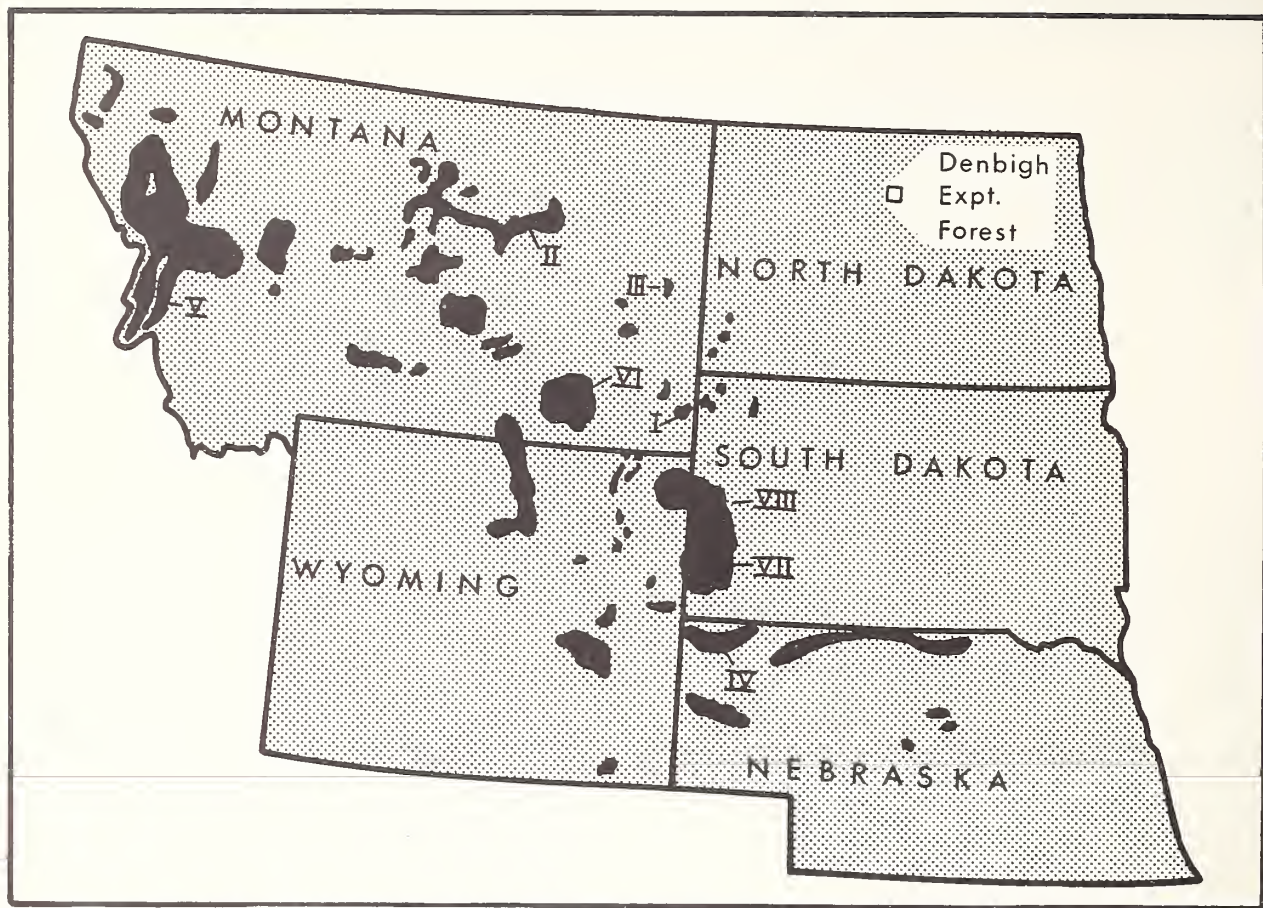 MONTANA
Denbigh
Expt.
Forest
II
NORTH DAKOTA
III
V
VI
I
SOUTH DAKOTA
VIII
WYOMING
VII
IV
NEBRASKA